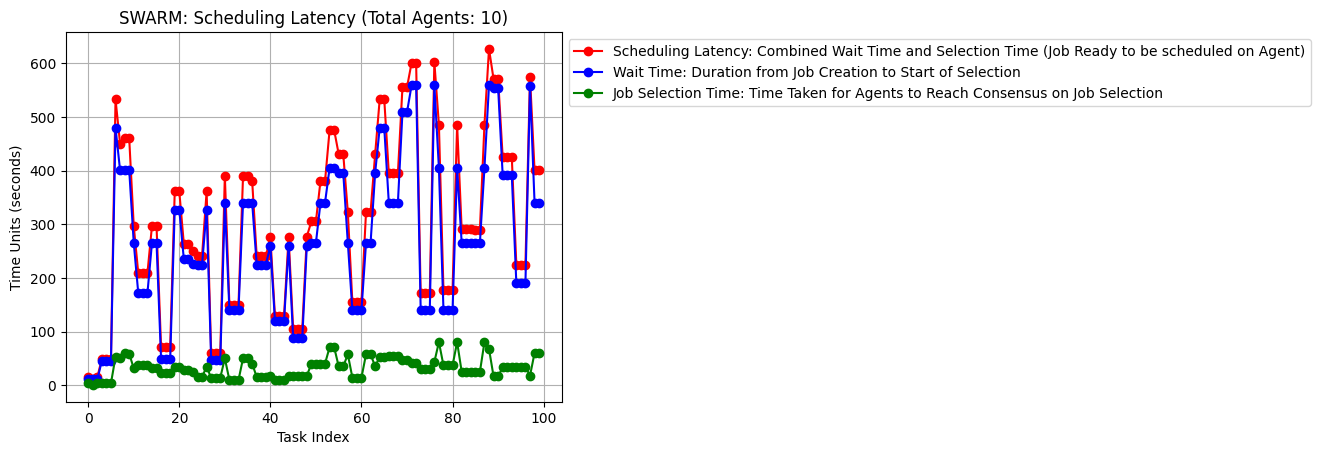 SWARM: Scheduling Latency (Total Agents: 10)
Scheduling Latency: Combined Wait Time and Selection Time (Job Ready to be scheduled on Agent)
Wait Time: Duration from Job Creation to Start of Selection
Job Selection Time: Time Taken for Agents to Reach Consensus on Job Selection
Time Units (seconds)
600
500
400
300
200
100
0
0 20 40 60 80 100
Task Index